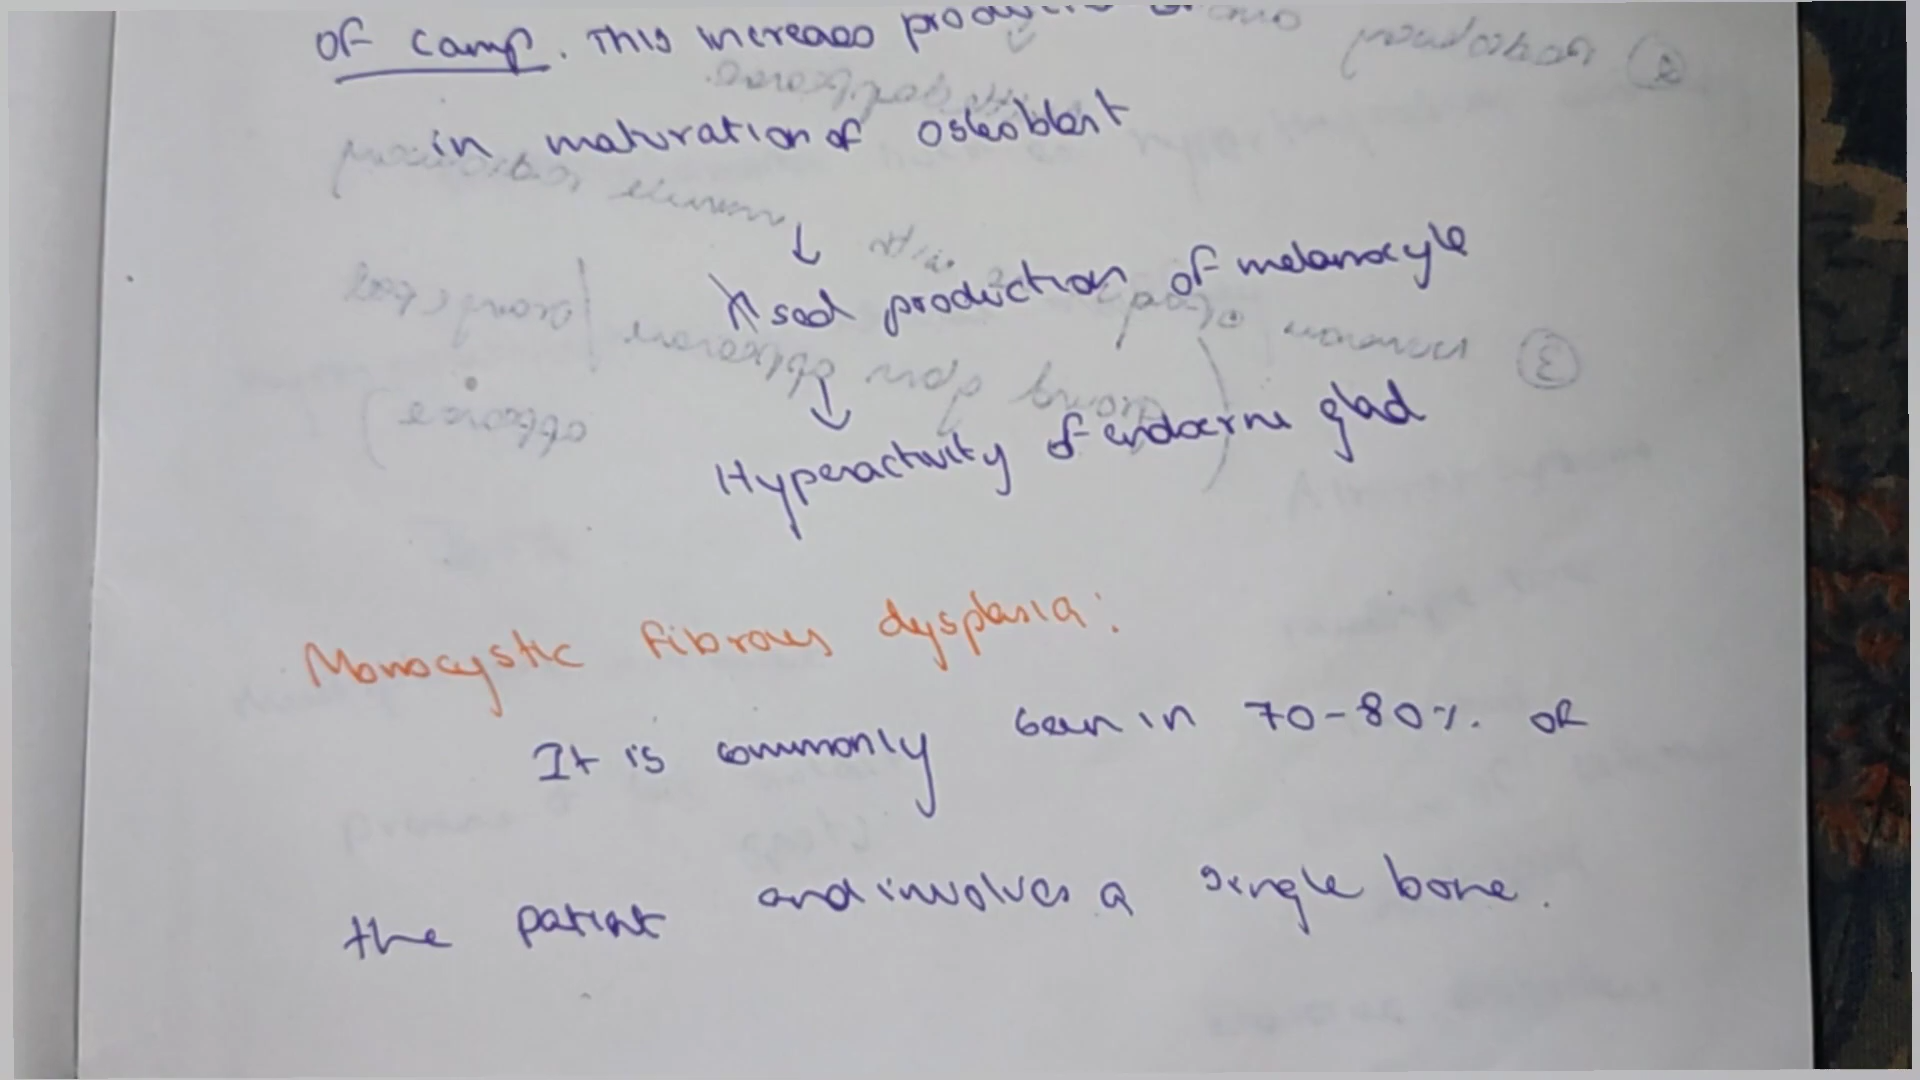 OF camp. This increases
in maturation of osteoblast
↓
↑sed production of melanocyte
↓
Hyperactivity of endocrine glad
Monocystic Fibrous dysplasia:
It is commonly seen in 70-80% OF
the patient and involves a single bone.